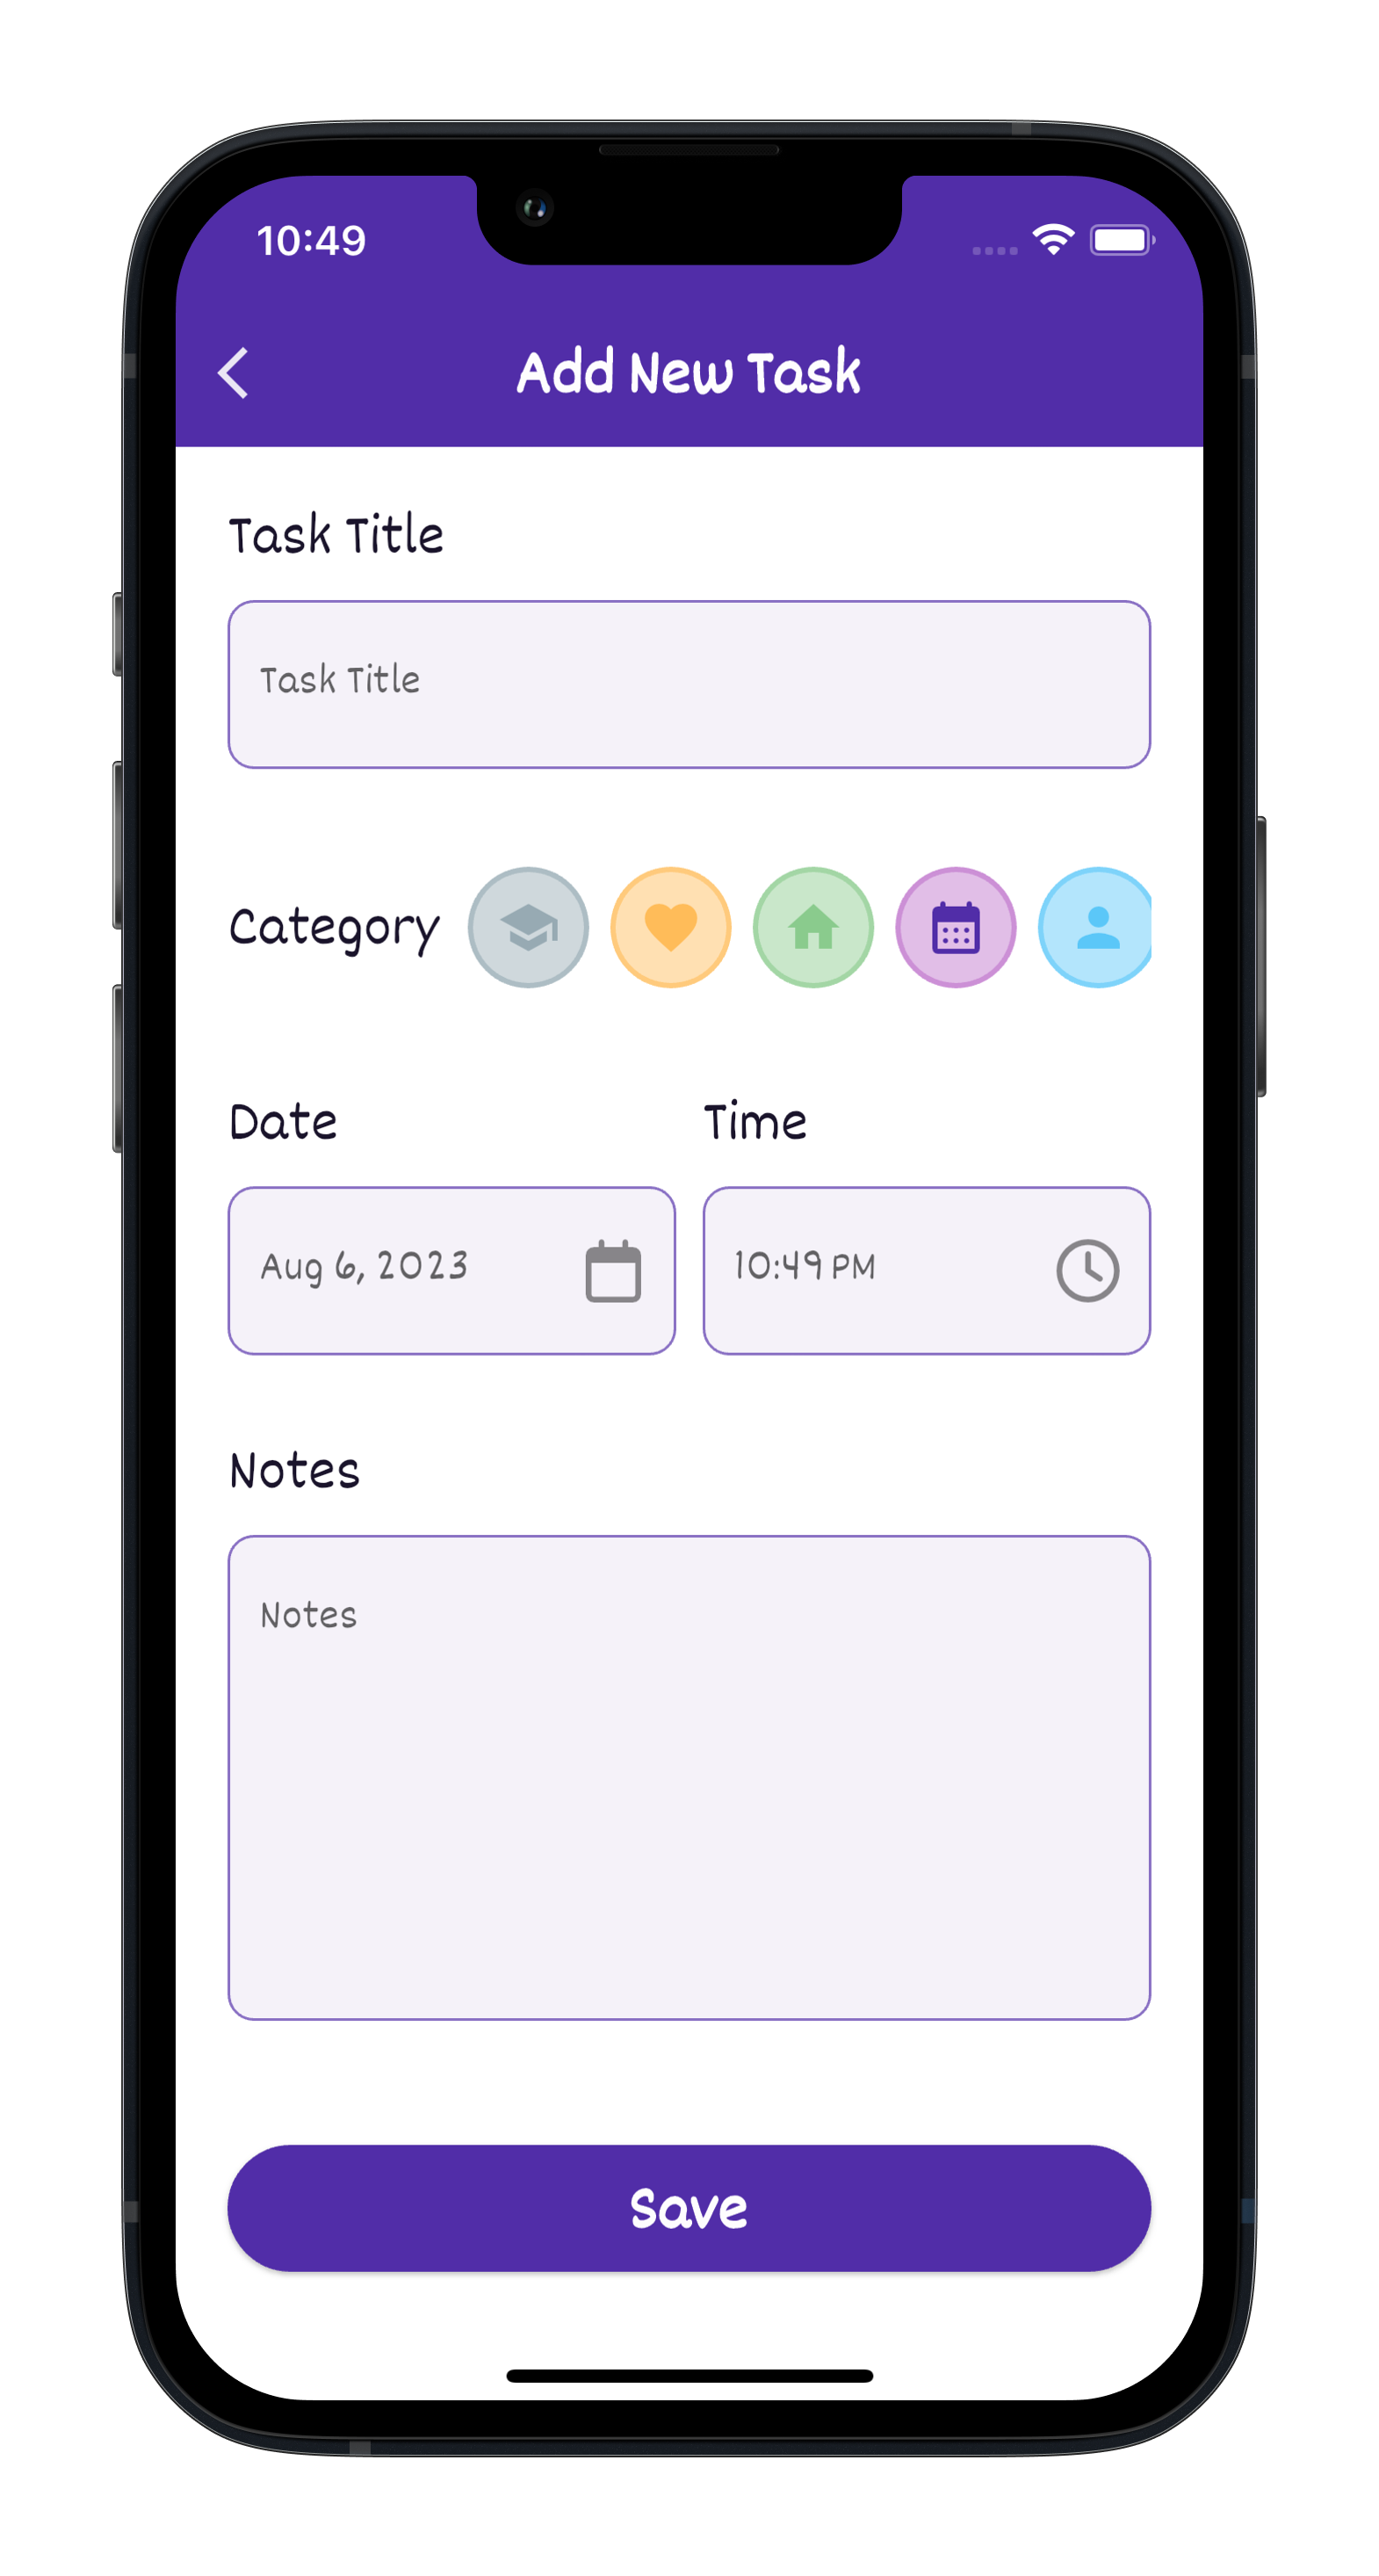 10:49
Add New Task
Task Title
Task Title
Category
Date Time
Aug 6, 2023 10:49 PM
Notes
Notes
Save